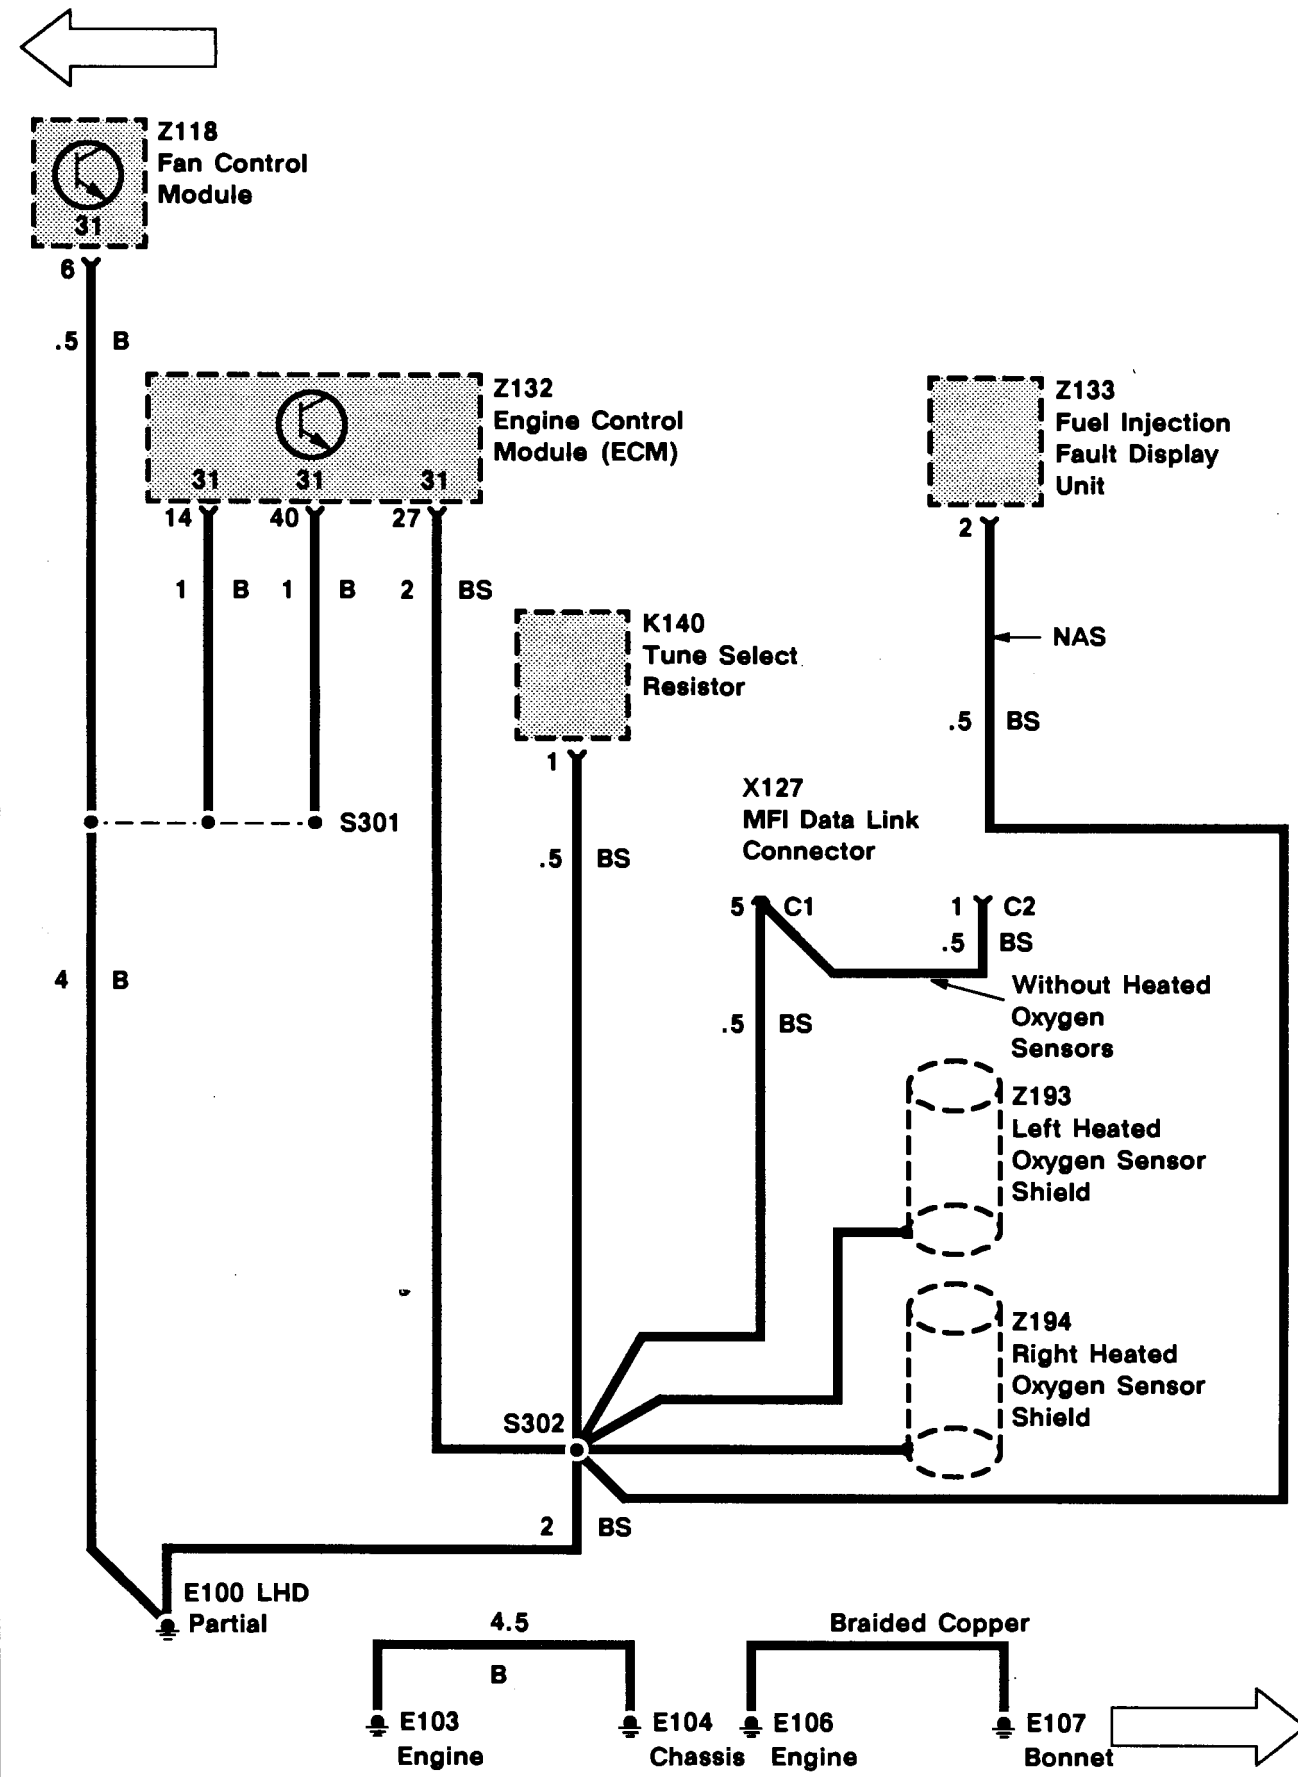 Z118
Fan Control
Module
31
6
.5 B
Z132
Engine Control
Module (ECM)
31 31 31
14 40 27
1 B 1 B 2 BS
Z133
Fuel Injection
Fault Display
Unit
2
NAS
.5 BS
K140
Tune Select
Resistor
1
S301
.5 BS
X127
MFI Data Link
Connector
5 C1 1 C2
.5 BS
4 B
Without Heated
Oxygen
Sensors
.5 BS
Z193
Left Heated
Oxygen Sensor
Shield
Z194
Right Heated
Oxygen Sensor
Shield
S302
2 BS
E100 LHD
Partial
4.5
B
Braided Copper
E103
Engine
E104
Chassis
E106
Engine
E107
Bonnet